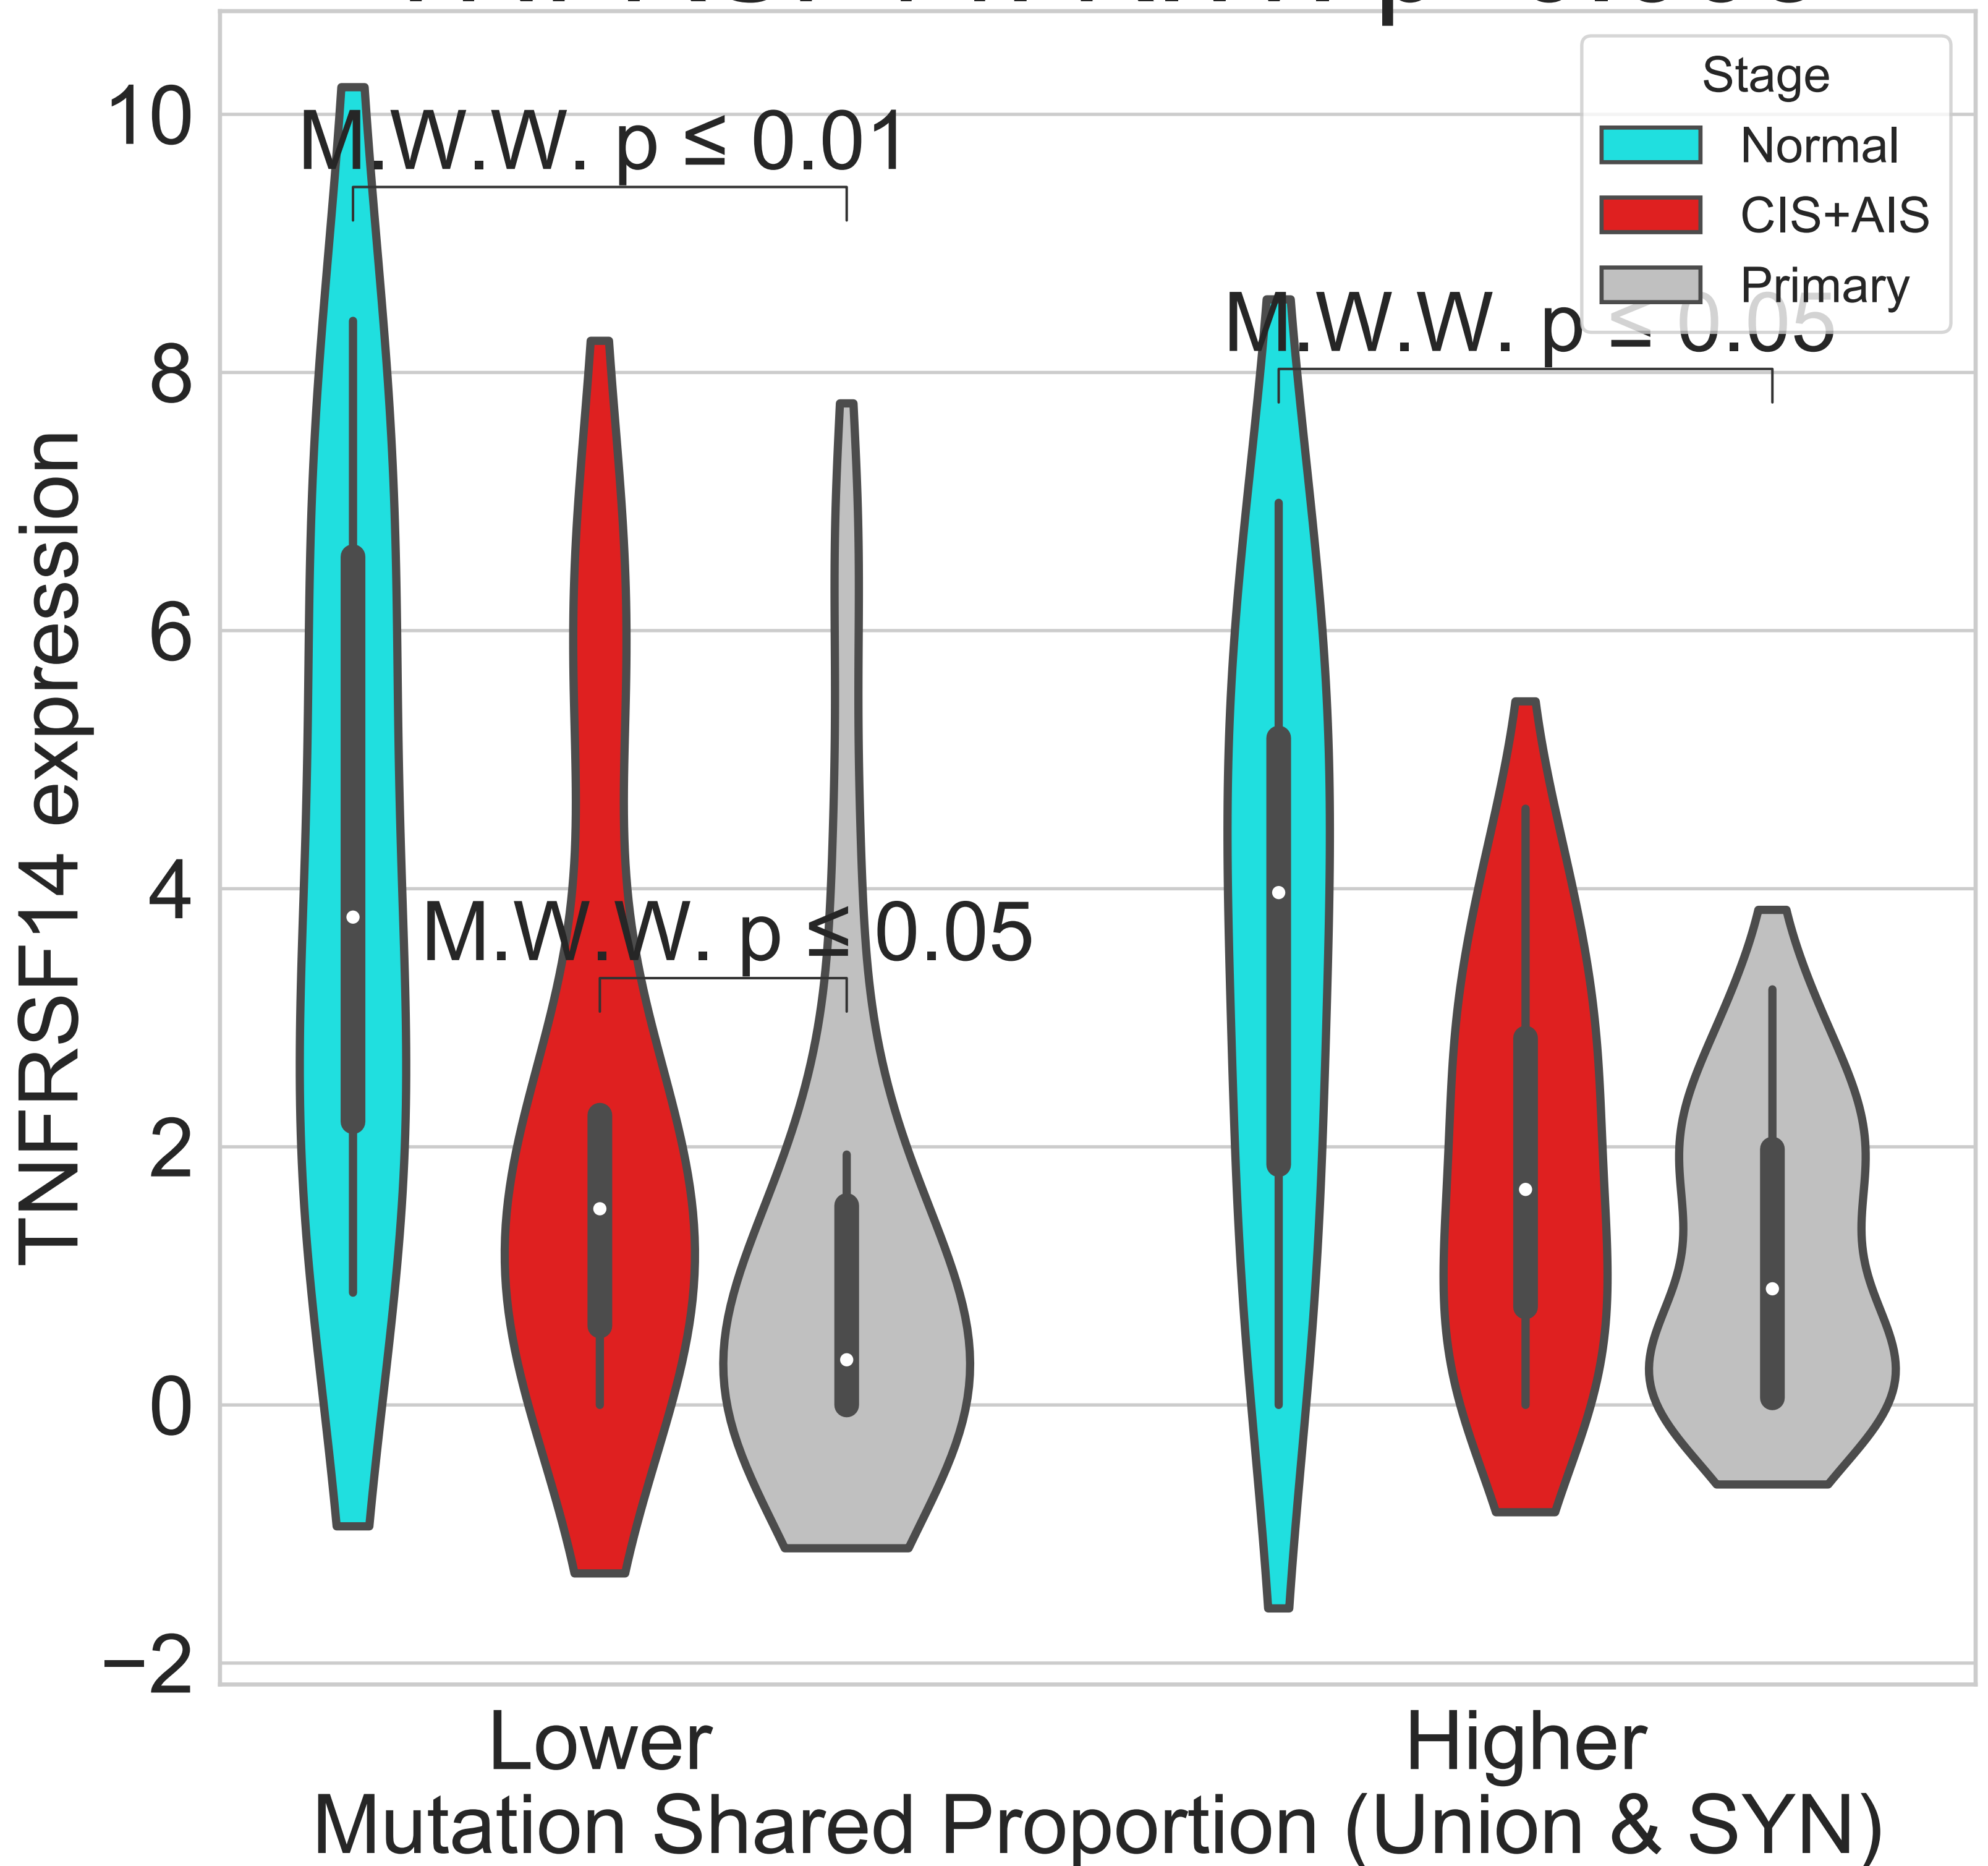 Stage
Normal
CIS+AIS
Primary
M.W.W. p ≤ 0.01
M.W.W. p ≤ 0.05
M.W.W. p ≤ 0.05
10
8
6
4
2
0
−2
TNFRSF14 expression
Lower
Higher
Mutation Shared Proportion (Union & SYN)